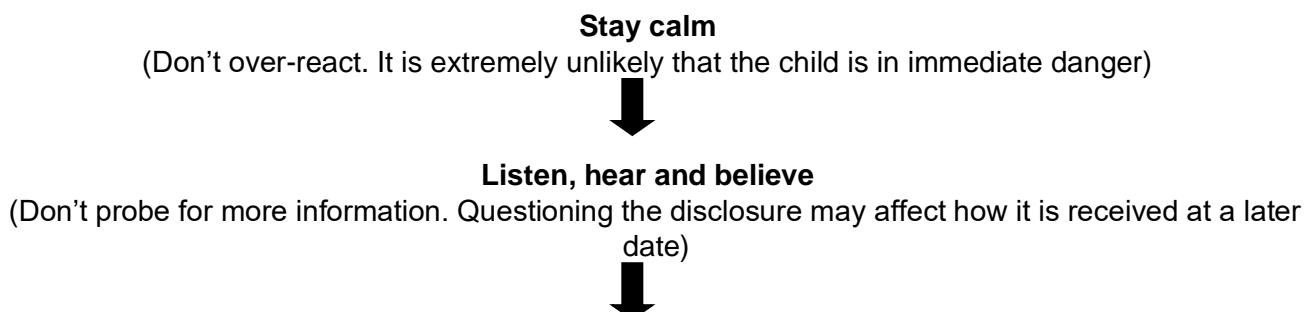 Stay calm
(Don’t over-react. It is extremely unlikely that the child is in immediate danger)
Listen, hear and believe
(Don’t probe for more information. Questioning the disclosure may affect how it is received at a later
date)